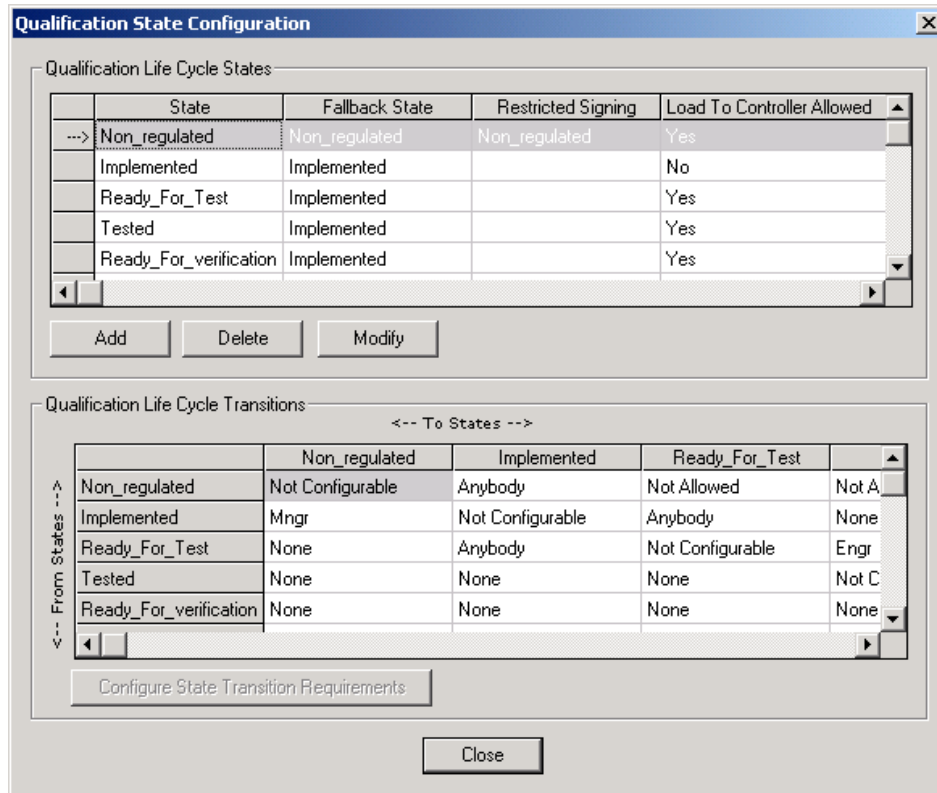 Qualification State Configuration
Qualification Life Cycle States
State Fallback State Restricted Signing Load To Controller Allowed
---> Non_regulated Non_regulated Non_regulated Yes
Implemented Implemented No
Ready_For_Test Implemented Yes
Tested Implemented Yes
Ready_For_verification Implemented Yes
Add Delete Modify
Qualification Life Cycle Transitions
<-- To States -->
<-- From States -->
Non_regulated Implemented Ready_For_Test
Non_regulated Not Configurable Anybody Not Allowed Not A
Implemented Mngr Not Configurable Anybody None
Ready_For_Test None Anybody Not Configurable Engr
Tested None None None Not C
Ready_For_verification None None None None
Configure State Transition Requirements
Close